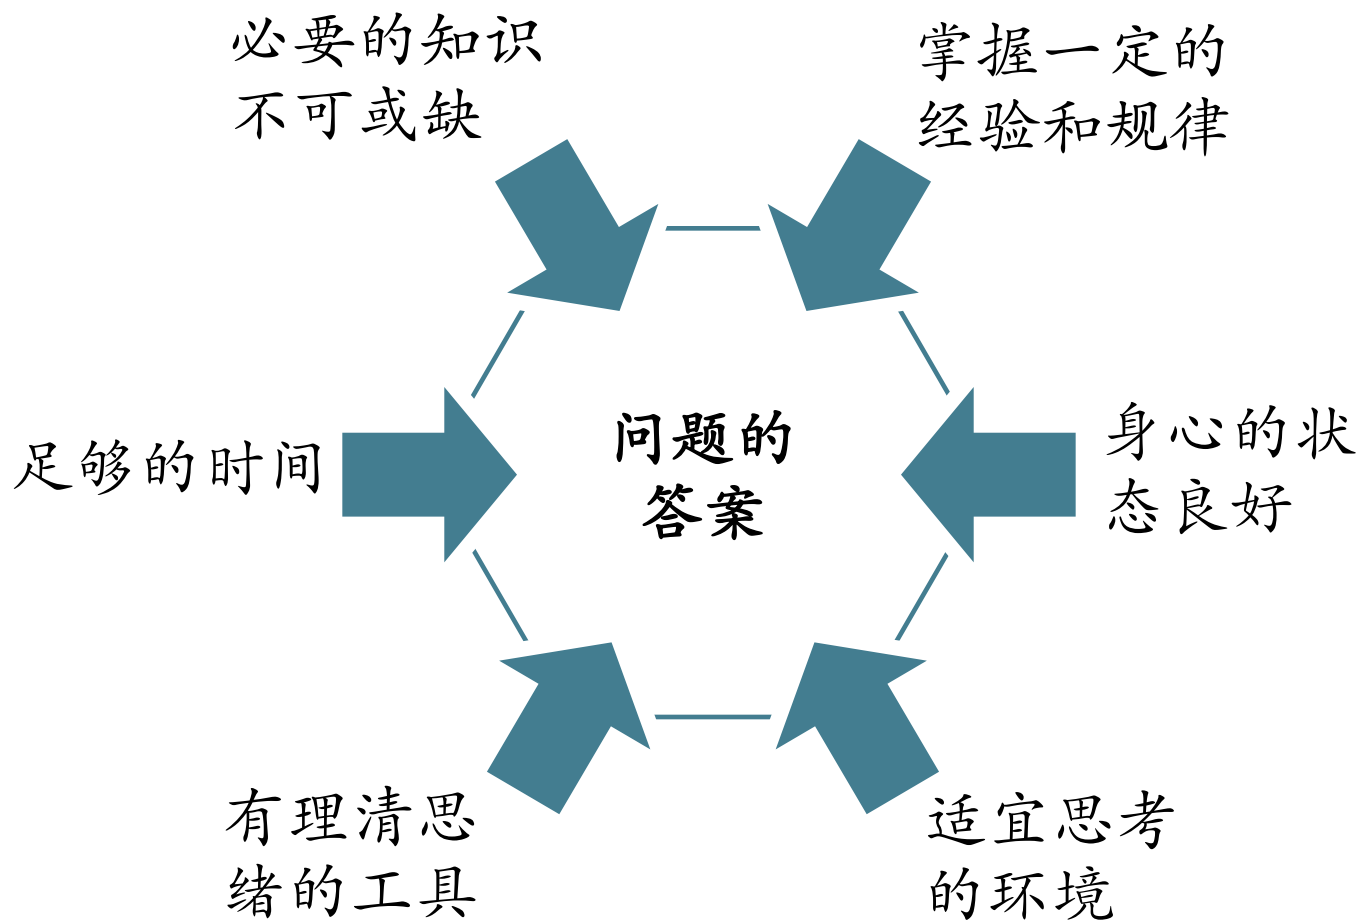 必要的知识
不可或缺
掌握一定的
经验和规律
足够的时间
问题的
答案
身心的状
态良好
有理清思
绪的工具
适宜思考
的环境